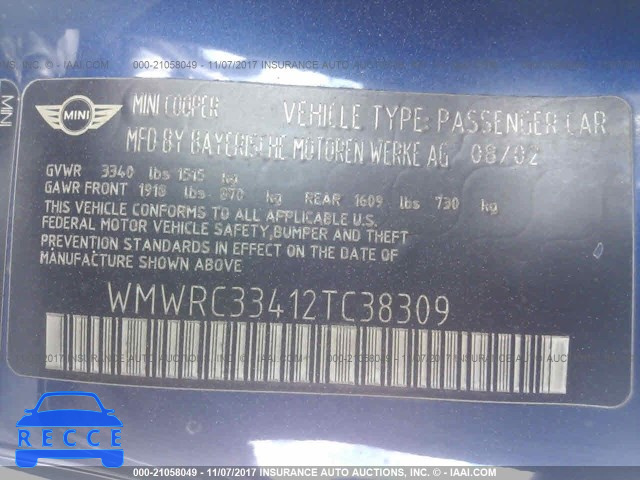 000-21058049 - 11/07/2017 INSURANCE AUTO AUCTIONS, INC. - © - IAAI.COM
MINI
MINI
MINI COOPER VEHICLE TYPE: PASSENGER CAR
MFD BY BAYERISCHE MOTOREN WERKE AG 08/02
GVWR 3340 lbs 1515 kg
GAWR FRONT 1918 lbs 870 kg REAR 1609 lbs 730 kg
THIS VEHICLE CONFORMS TO ALL APPLICABLE U.S.
FEDERAL MOTOR VEHICLE SAFETY, BUMPER AND THEFT
PREVENTION STANDARDS IN EFFECT ON THE DATE OF
MANUFACTURE SHOWN ABOVE
WMWRC33412TC38309
RECCE
000-21058049 - 11/07/2017 INSURANCE AUTO AUCTIONS, INC. - © - IAAI.COM